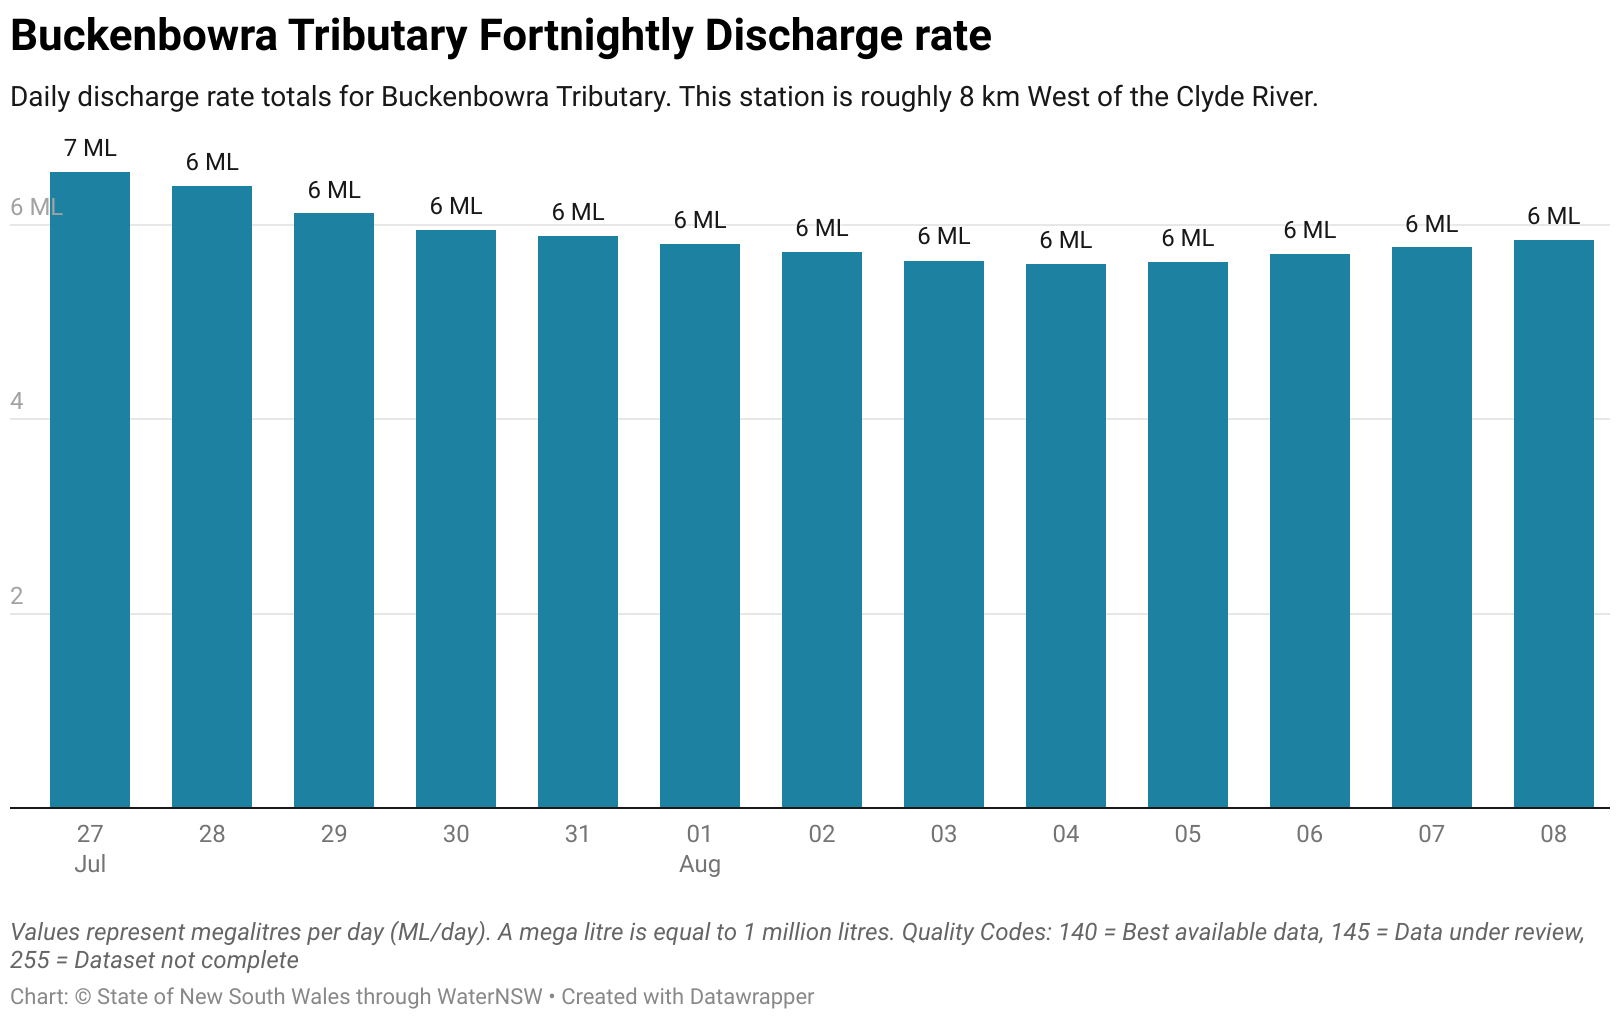 Buckenbowra Tributary Fortnightly Discharge rate
Daily discharge rate totals for Buckenbowra Tributary. This station is roughly 8 km West of the Clyde River.
7 ML
6 ML
6 ML
6 ML
6 ML
6 ML
6 ML
6 ML
6 ML
6 ML
6 ML
6 ML
6 ML
6 ML
4
2
27 28 29 30 31 01 02 03 04 05 06 07 08
Jul Aug
Values represent megalitres per day (ML/day). A mega litre is equal to 1 million litres. Quality Codes: 140 = Best available data, 145 = Data under review,
255 = Dataset not complete
Chart: © State of New South Wales through WaterNSW • Created with Datawrapper